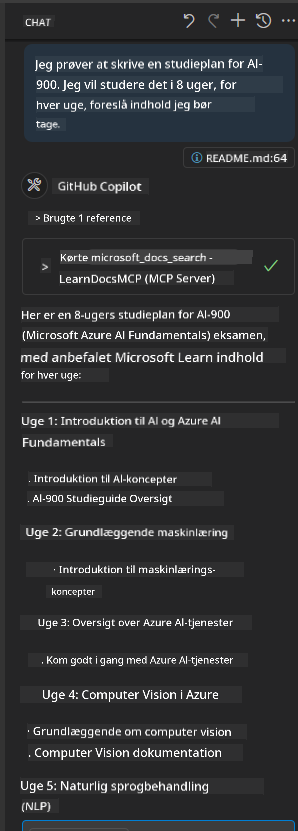 CHAT
Jeg prøver at skrive en studieplan for AI-
900. Jeg vil studere det i 8 uger, for
hver uge, foreslå indhold jeg bør
tage.
README.md:64
GitHub Copilot
> Brugte 1 reference
> Kørte microsoft_docs_search -
LearnDocsMCP (MCP Server)
Her er en 8-ugers studieplan for AI-900
(Microsoft Azure AI Fundamentals) eksamen,
med anbefalet Microsoft Learn indhold
for hver uge:
Uge 1: Introduktion til AI og Azure AI
Fundamentals
. Introduktion til AI-koncepter
. AI-900 Studieguide Oversigt
Uge 2: Grundlæggende maskinlæring
· Introduktion til maskinlærings-
koncepter
Uge 3: Oversigt over Azure AI-tjenester
. Kom godt i gang med Azure AI-tjenester
Uge 4: Computer Vision i Azure
· Grundlæggende om computer vision
. Computer Vision dokumentation
Uge 5: Naturlig sprogbehandling
(NLP)